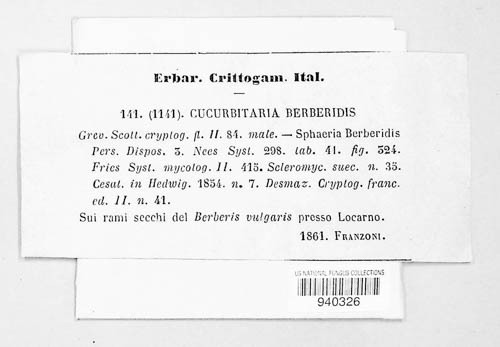 Erbar. Crittogam. Ital.
141. (1141). CUCURBITARIA BERBERIDIS
Grev. Scott. cryptog. fl. II. 84. male. — Sphaeria Berberidis
Pers. Dispos. 3. Nees Syst. 298. tab. 41. fig. 324.
Fries Syst. mycolog. II. 415. Scleromyc. suec. n. 35.
Cesat. in Hedwig. 1854. n. 7. Desmaz. Cryptog. franc.
ed. II. n. 41.
Sui rami secchi del Berberis vulgaris presso Locarno.
1861. FRANZONI.
US NATIONAL FUNGUS COLLECTIONS
940326